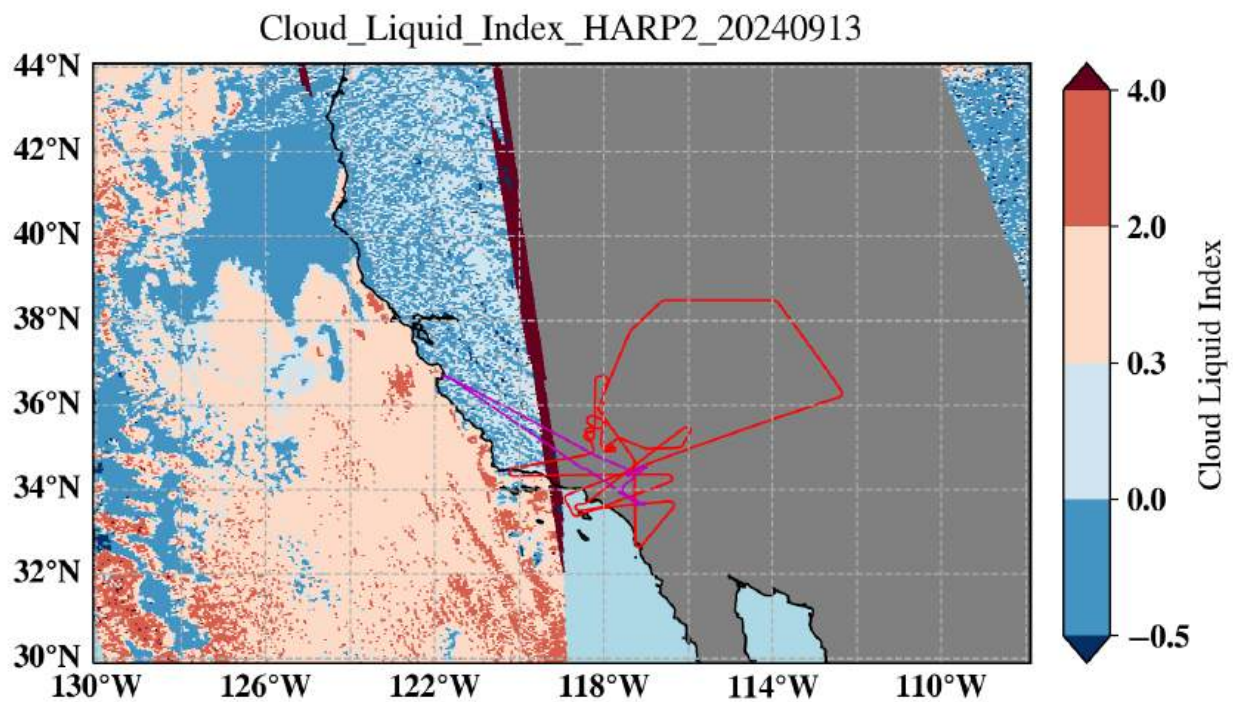 Cloud_Liquid_Index_HARP2_20240913
44°N
42°N
40°N
38°N
36°N
34°N
32°N
30°N
130°W 126°W 122°W 118°W 114°W 110°W
4.0
2.0
0.3
0.0
−0.5
Cloud Liquid Index